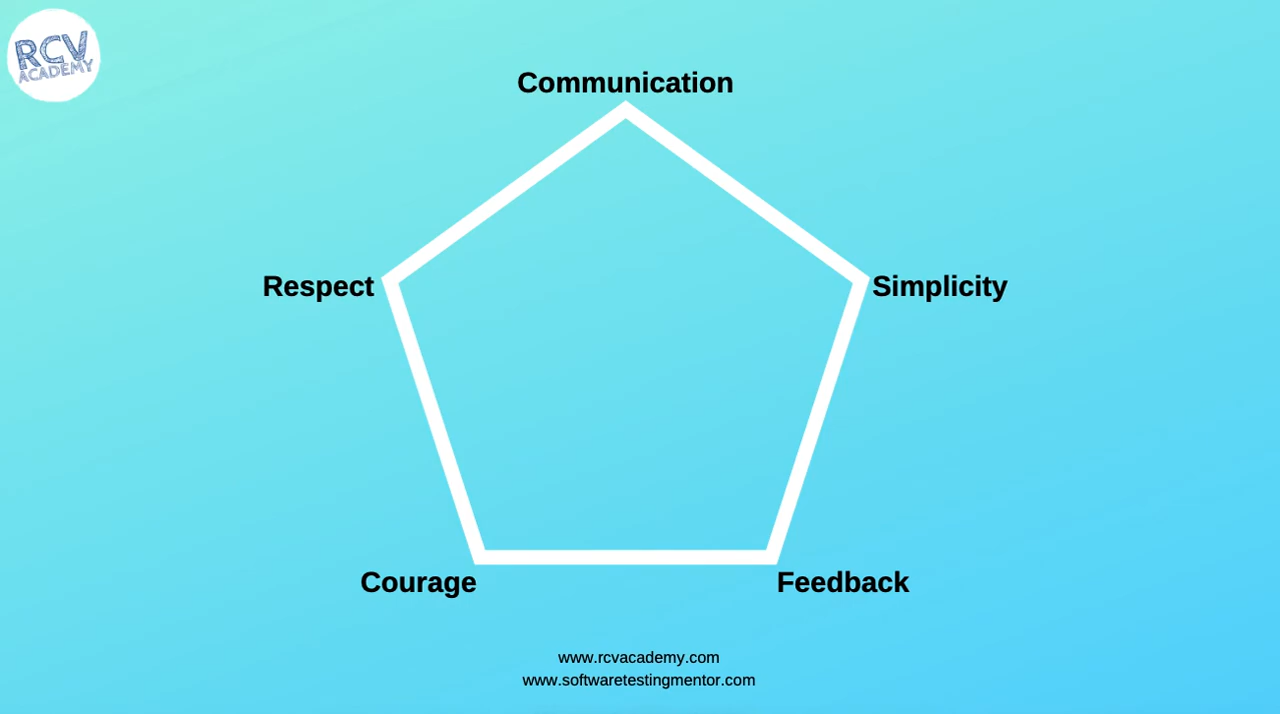 RCV
ACADEMY
Communication
Respect
Simplicity
Courage
Feedback
www.rcvacademy.com
www.softwaretestingmentor.com